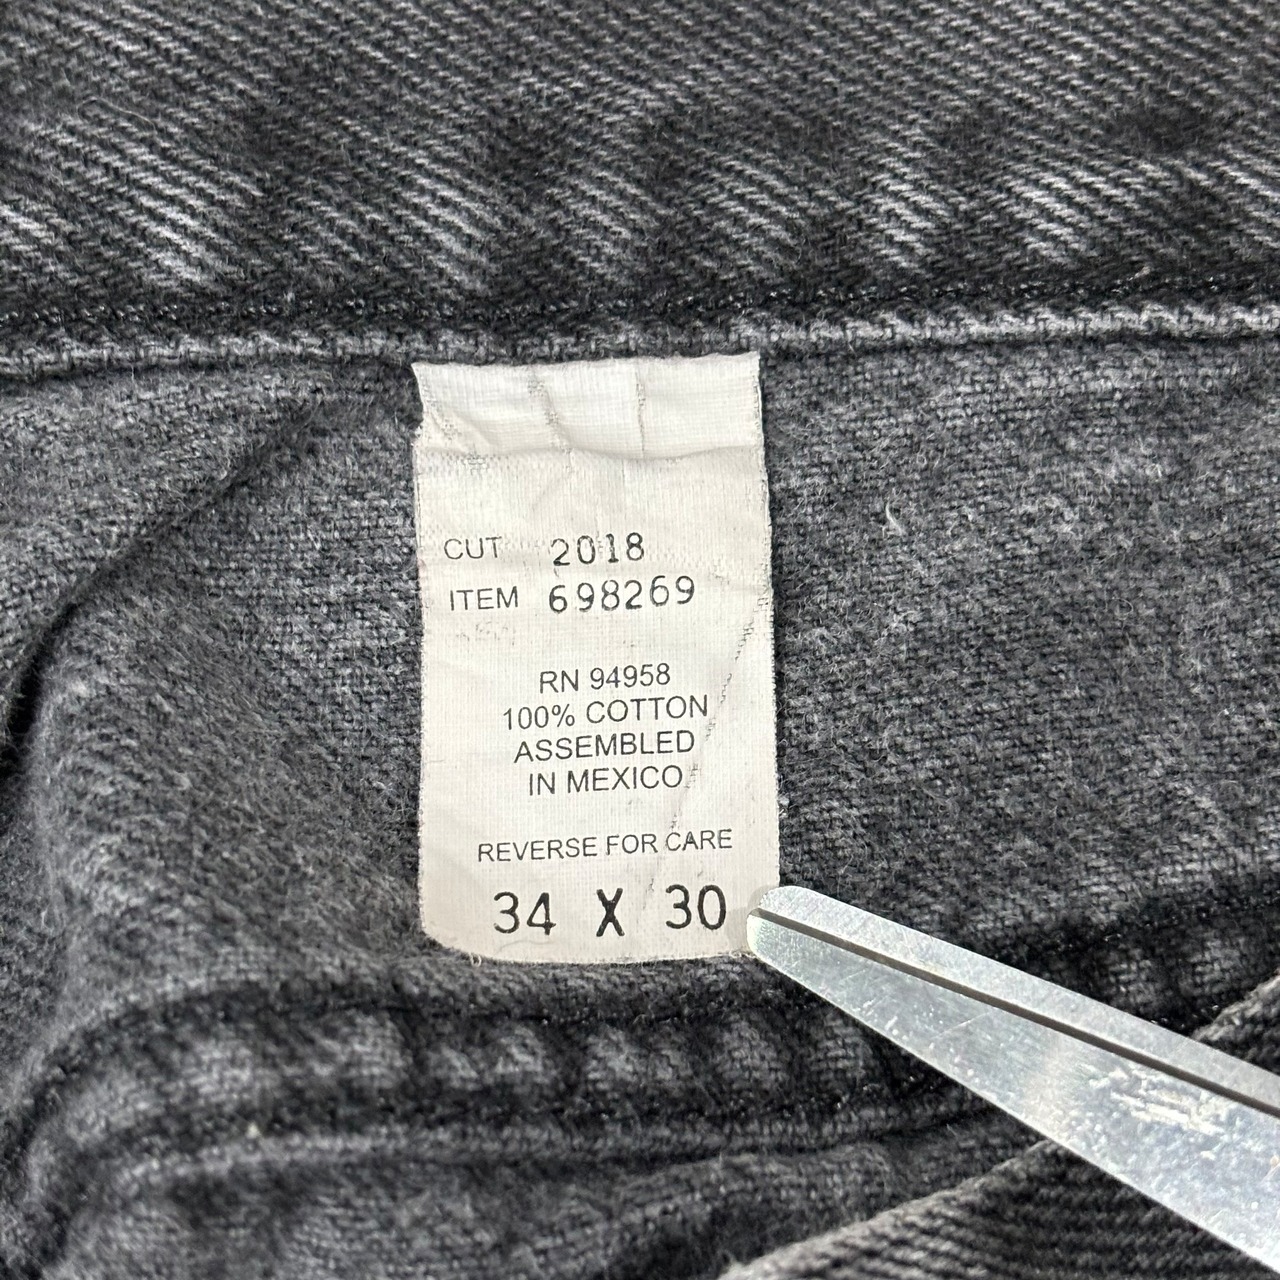 CUT 2018
ITEM 698269
RN 94958
100% COTTON
ASSEMBLED
IN MEXICO
REVERSE FOR CARE
34 X 30